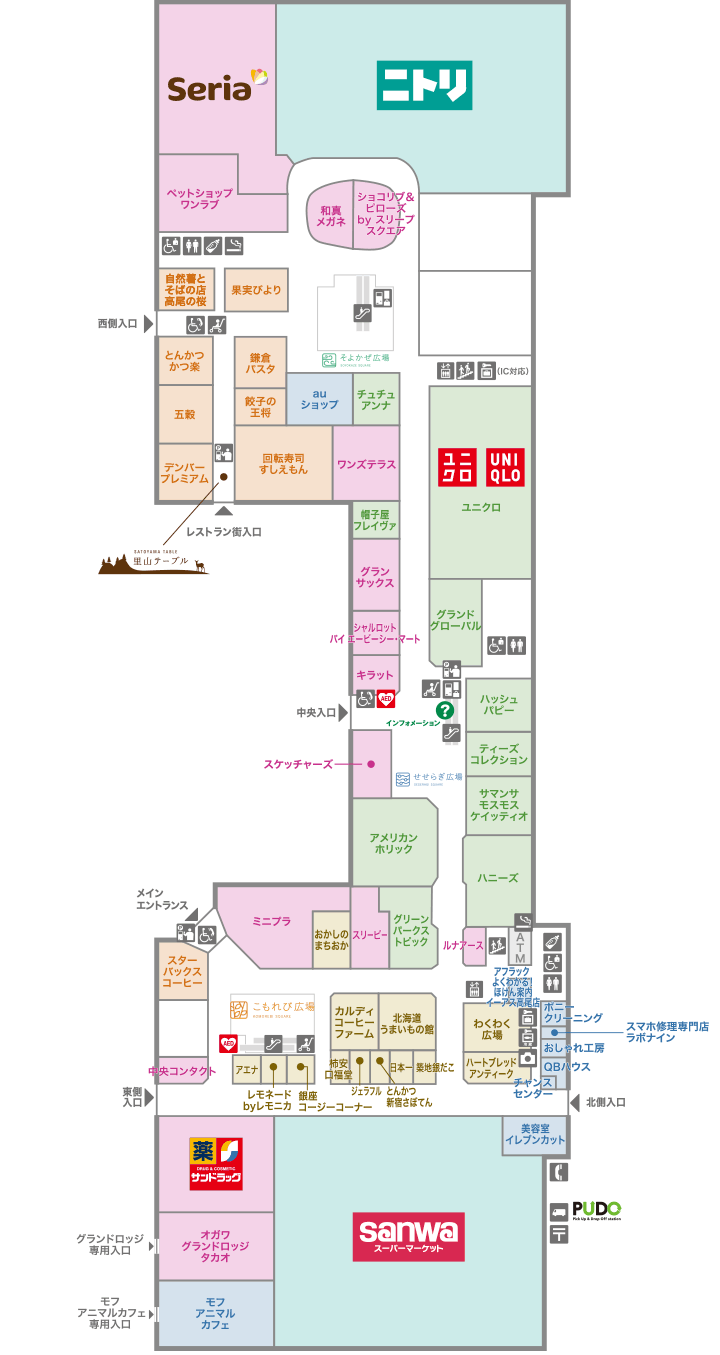 Seria
ニトリ
ペットショップ
ワンラブ
和真
メガネ
ショコリブ&
ピローズ
by スリープ
スクエア
自然薯と
そばの店
高尾の桜
果実びより
西側入口
そよかぜ広場
とんかつ
かつ楽
鎌倉
パスタ
(IC対応)
餃子の
王将
au
ショップ
チュチュ
アンナ
五穀
回転寿司
すしえもん
ワンズテラス
デンバー
プレミアム
ユニ
クロ
UNI
QLO
ユニクロ
レストラン街入口
帽子屋
フレイヴァ
SATOYAMA TABLE
里山テーブル
グラン
サックス
シャルロット
バイ エービーシー・マート
グランド
グローバル
キラット
AED
中央入口
インフォメーション
?
ハッシュ
パピー
スケッチャーズ
せせらぎ広場
ティーズ
コレクション
サマンサ
モスモス
ケイッティオ
アメリカン
ホリック
ハニーズ
メイン
エントランス
ミニプラ
おかしの
まちおか
スリーピー
グリーン
パークス
トピック
ルナアース
ATM
スター
バックス
コーヒー
アフラック
よくわかる!
ほけん案内
イーアス高尾店
こもれび広場
カルディ
コーヒー
ファーム
北海道
うまいもの館
わくわく
広場
ポニー
クリーニング
スマホ修理専門店
ラボナイン
AED
おしゃれ工房
中央コンタクト
アエナ
柿安
口福堂
日本一
築地銀だこ
ハートブレッド
アンティーク
QBハウス
チャンス
センター
レモネード
byレモニカ
銀座
コージーコーナー
ジェラフル
とんかつ
新宿さぼてん
東側
入口
北側入口
美容室
イレブンカット
薬
DRUG & COSMETIC
サンドラッグ
PUDO
Pick Up & Drop Off station
グランドロッジ
専用入口
オガワ
グランドロッジ
タカオ
sanwa
スーパーマーケット
モフ
アニマルカフェ
専用入口
モフ
アニマル
カフェ